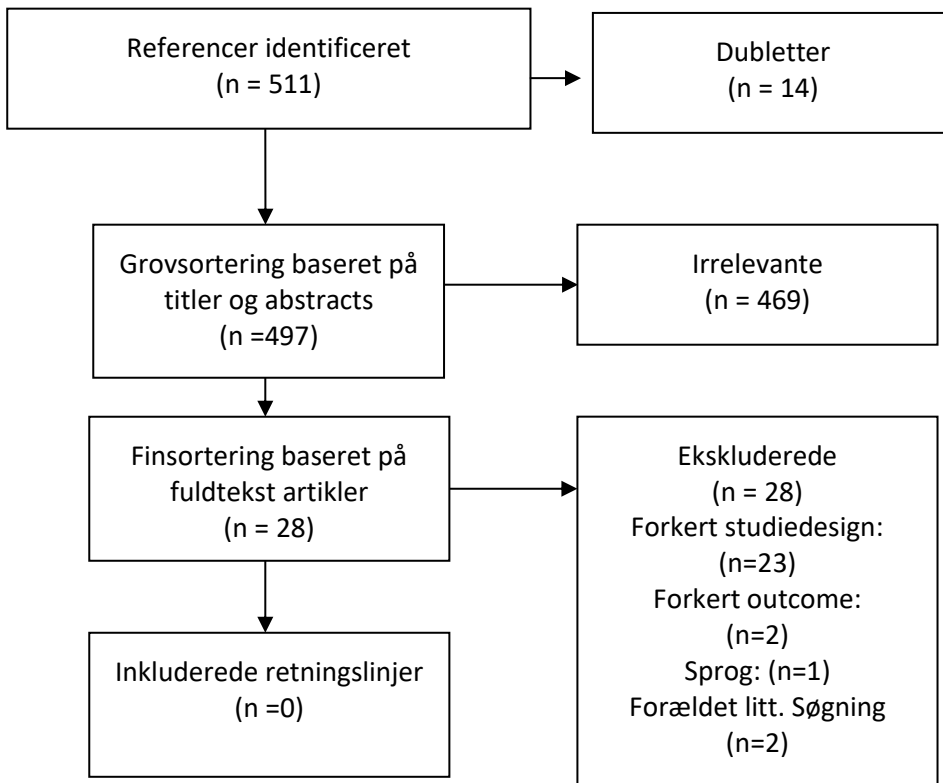 Referencer identificeret
(n = 511)
Dubletter
(n = 14)
Grovsortering baseret på
titler og abstracts
(n =497)
Irrelevante
(n = 469)
Finsortering baseret på
fuldtekst artikler
(n = 28)
Ekskluderede
(n = 28)
Forkert studiedesign:
(n=23)
Forkert outcome:
(n=2)
Sprog: (n=1)
Forældet litt. Søgning
(n=2)
Inkluderede retningslinjer
(n =0)